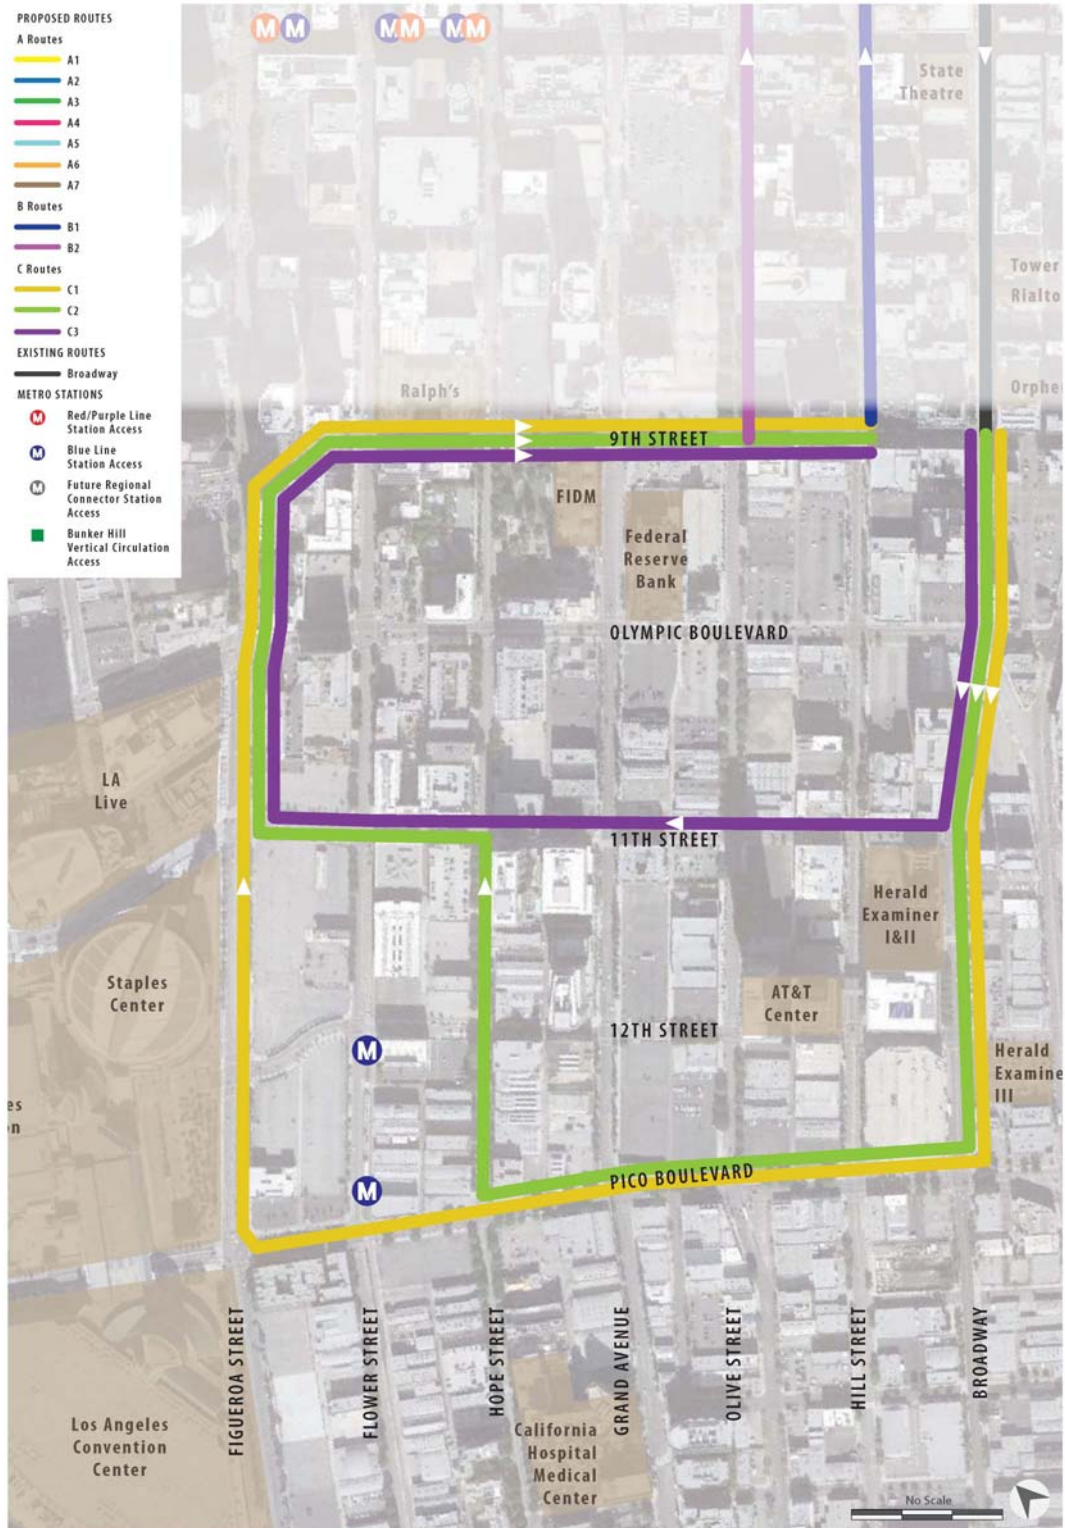 PROPOSED ROUTES
A Routes
A1
A2
A3
A4
A5
A6
A7
B Routes
B1
B2
C Routes
C1
C2
C3
EXISTING ROUTES
Broadway
METRO STATIONS
M
Red/Purple Line
Station Access
M
Blue Line
Station Access
M
Future Regional
Connector Station
Access
Bunker Hill
Vertical Circulation
Access
M M
M M
M M
State
Theatre
Tower
Rialto
Orphe
Ralph's
9TH STREET
FIDM
Federal
Reserve
Bank
OLYMPIC BOULEVARD
LA
Live
11TH STREET
Herald
Examiner
I&II
Staples
Center
AT&T
Center
12TH STREET
M
Herald
Examine
III
es
n
M
PICO BOULEVARD
FIGUEROA STREET
FLOWER STREET
HOPE STREET
GRAND AVENUE
OLIVE STREET
HILL STREET
BROADWAY
Los Angeles
Convention
Center
California
Hospital
Medical
Center
No Scale